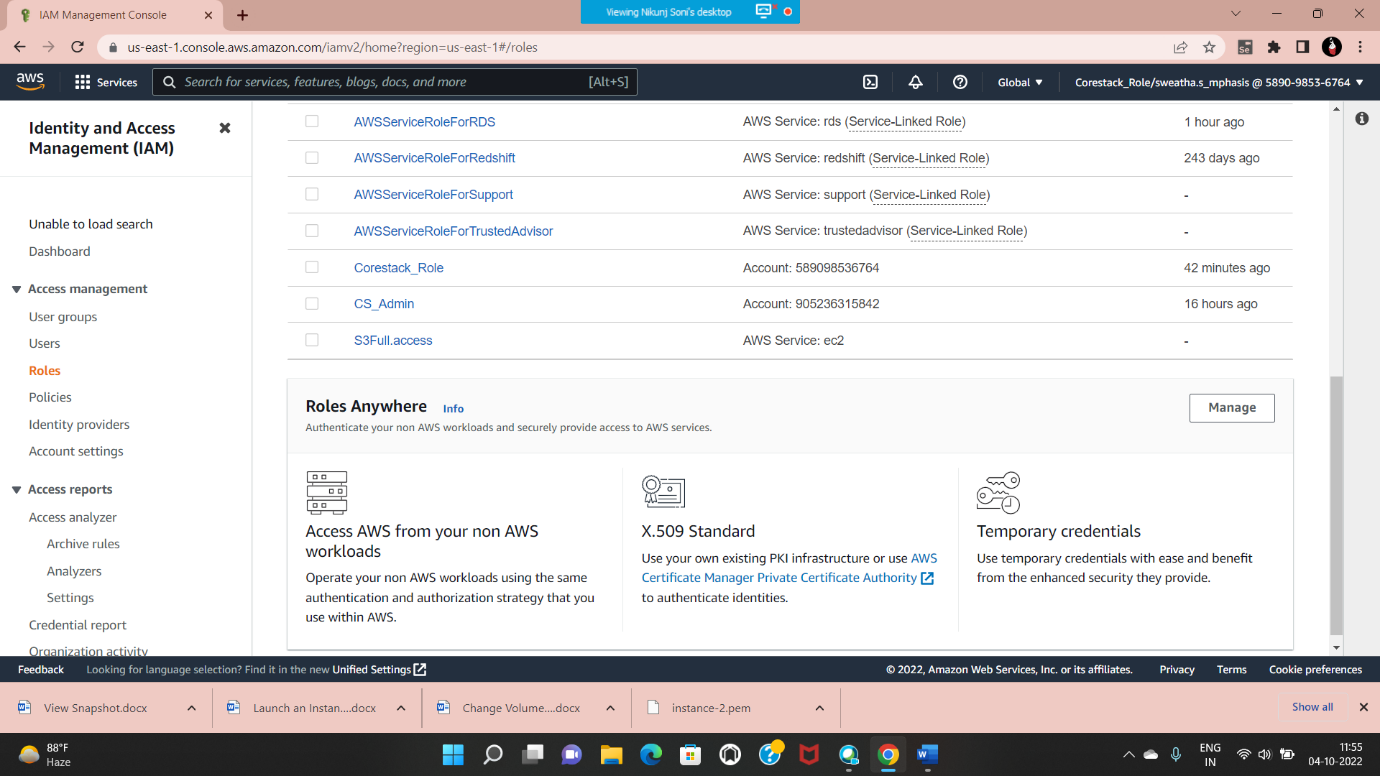 IAM Management Console
Viewing Nikunj Soni's desktop
us-east-1.console.aws.amazon.com/iamv2/home?region=us-east-1#/roles
Se
aws
Services
Search for services, features, blogs, docs, and more
[Alt+S]
Global
Corestack_Role/sweatha.s_mphasis @ 5890-9853-6764
Identity and Access
Management (IAM)
Unable to load search
Dashboard
Access management
User groups
Users
Roles
Policies
Identity providers
Account settings
Access reports
Access analyzer
Archive rules
Analyzers
Settings
Credential report
Organization activity
AWSServiceRoleForRDS AWS Service: rds (Service-Linked Role) 1 hour ago
AWSServiceRoleForRedshift AWS Service: redshift (Service-Linked Role) 243 days ago
AWSServiceRoleForSupport AWS Service: support (Service-Linked Role) -
AWSServiceRoleForTrustedAdvisor AWS Service: trustedadvisor (Service-Linked Role) -
Corestack_Role Account: 589098536764 42 minutes ago
CS_Admin Account: 905236315842 16 hours ago
S3Full.access AWS Service: ec2 -
Roles Anywhere Info
Authenticate your non AWS workloads and securely provide access to AWS services.
Manage
Access AWS from your non AWS
workloads
Operate your non AWS workloads using the same
authentication and authorization strategy that you
use within AWS.
X.509 Standard
Use your own existing PKI infrastructure or use AWS
Certificate Manager Private Certificate Authority
to authenticate identities.
Temporary credentials
Use temporary credentials with ease and benefit
from the enhanced security they provide.
Feedback Looking for language selection? Find it in the new Unified Settings
© 2022, Amazon Web Services, Inc. or its affiliates. Privacy Terms Cookie preferences
View Snapshot.docx
Launch an Instan....docx
Change Volume....docx
instance-2.pem
Show all
88°F
Haze
ENG
IN
11:55
04-10-2022